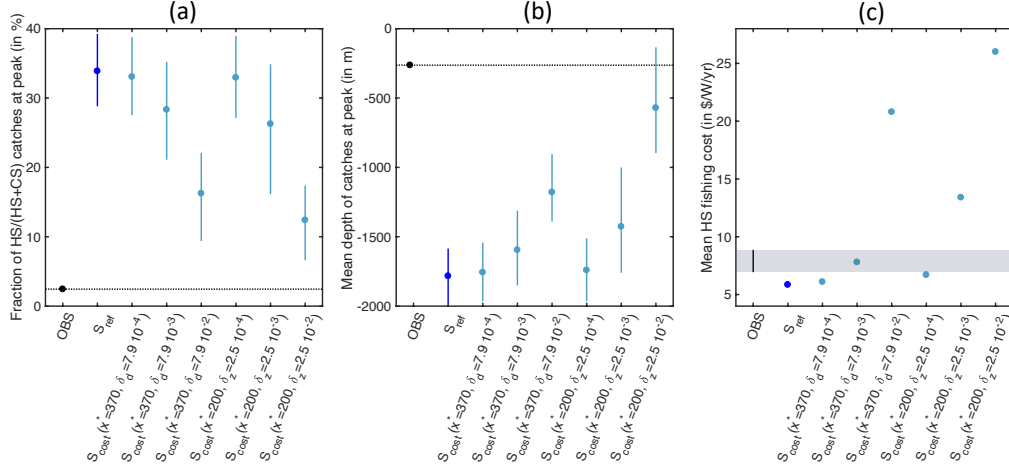 (a)
Fraction of HS/(HS+CS) catches at peak (in %)
40
30
20
10
0
OBS
S_ref
S_cost (x*=370, δ_d=7.9 10^-4)
S_cost (x*=370, δ_d=7.9 10^-3)
S_cost (x*=370, δ_d=7.9 10^-2)
S_cost (x*=200, δ_z=2.5 10^-4)
S_cost (x*=200, δ_z=2.5 10^-3)
S_cost (x*=200, δ_z=2.5 10^-2)
(b)
Mean depth of catches at peak (in m)
0
-500
-1000
-1500
-2000
OBS
S_ref
S_cost (x*=370, δ_d=7.9 10^-4)
S_cost (x*=370, δ_d=7.9 10^-3)
S_cost (x*=370, δ_d=7.9 10^-2)
S_cost (x*=200, δ_z=2.5 10^-4)
S_cost (x*=200, δ_z=2.5 10^-3)
S_cost (x*=200, δ_z=2.5 10^-2)
(c)
Mean HS fishing cost (in $/W/yr)
25
20
15
10
5
OBS
S_ref
S_cost (x*=370, δ_d=7.9 10^-4)
S_cost (x*=370, δ_d=7.9 10^-3)
S_cost (x*=370, δ_d=7.9 10^-2)
S_cost (x*=200, δ_z=2.5 10^-4)
S_cost (x*=200, δ_z=2.5 10^-3)
S_cost (x*=200, δ_z=2.5 10^-2)